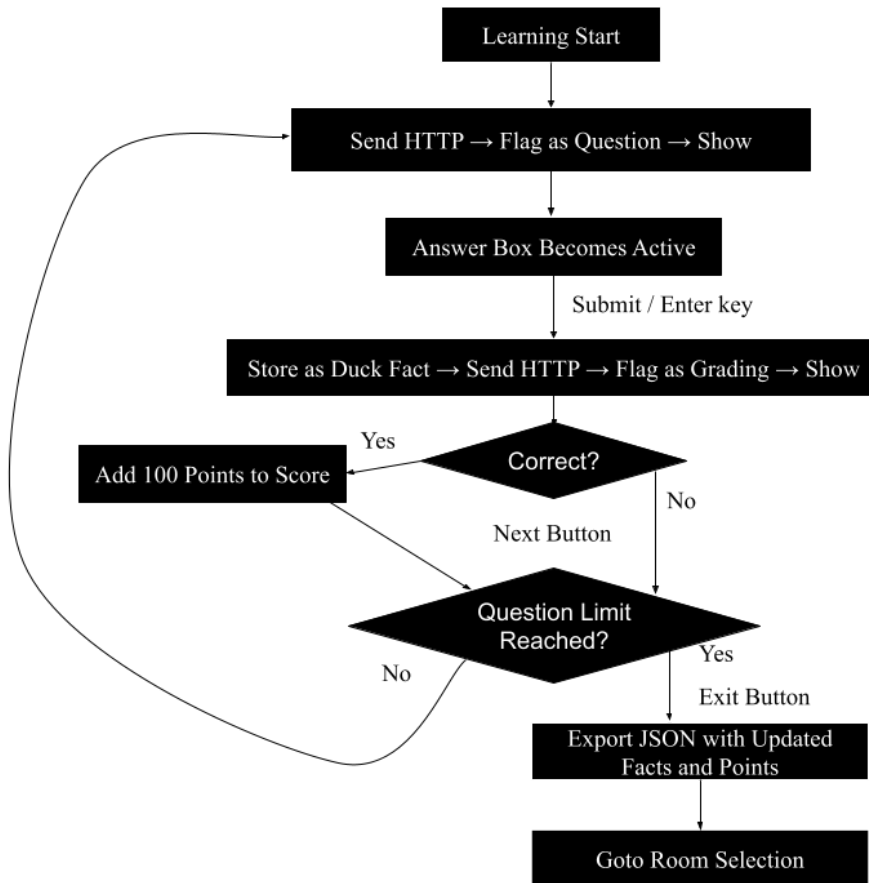 Learning Start
Send HTTP → Flag as Question → Show
Answer Box Becomes Active
Submit / Enter key
Store as Duck Fact → Send HTTP → Flag as Grading → Show
Yes
Correct?
Add 100 Points to Score
No
Next Button
Question Limit
Reached?
No
Yes
Exit Button
Export JSON with Updated
Facts and Points
Goto Room Selection